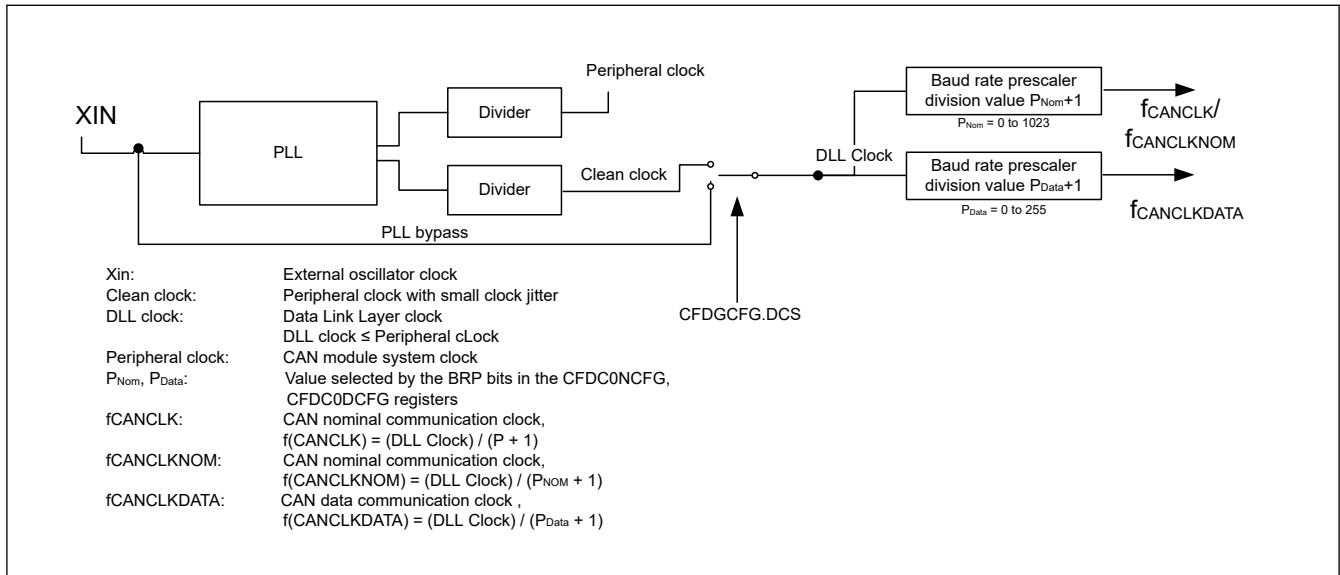 Peripheral clock
XIN
PLL
Divider
Divider
Clean clock
PLL bypass
DLL Clock
CFDGCFG.DCS
Baud rate prescaler
division value PNom+1
PNom = 0 to 1023
fCANCLK/
fCANCLKNOM
Baud rate prescaler
division value PData+1
PData = 0 to 255
fCANCLKDATA
Xin: External oscillator clock
Clean clock: Peripheral clock with small clock jitter
DLL clock: Data Link Layer clock
DLL clock ≤ Peripheral cLock
Peripheral clock: CAN module system clock
PNom, PData: Value selected by the BRP bits in the CFDC0NCFG,
CFDC0DCFG registers
fCANCLK: CAN nominal communication clock,
f(CANCLK) = (DLL Clock) / (P + 1)
fCANCLKNOM: CAN nominal communication clock,
f(CANCLKNOM) = (DLL Clock) / (PNOM + 1)
fCANCLKDATA: CAN data communication clock ,
f(CANCLKDATA) = (DLL Clock) / (PData + 1)